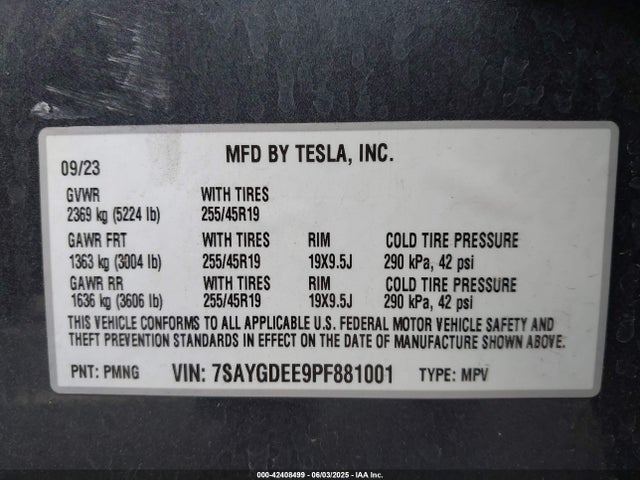 MFD BY TESLA, INC.
09/23
GVWR WITH TIRES
2369 kg (5224 lb) 255/45R19
GAWR FRT WITH TIRES RIM COLD TIRE PRESSURE
1363 kg (3004 lb) 255/45R19 19X9.5J 290 kPa, 42 psi
GAWR RR WITH TIRES RIM COLD TIRE PRESSURE
1636 kg (3606 lb) 255/45R19 19X9.5J 290 kPa, 42 psi
THIS VEHICLE CONFORMS TO ALL APPLICABLE U.S. FEDERAL MOTOR VEHICLE SAFETY AND
THEFT PREVENTION STANDARDS IN EFFECT ON THE DATE OF MANUFACTURE SHOWN ABOVE.
PNT: PMNG VIN: 7SAYGDEE9PF881001 TYPE: MPV
000-42408499 - 06/03/2025 - IAA Inc.